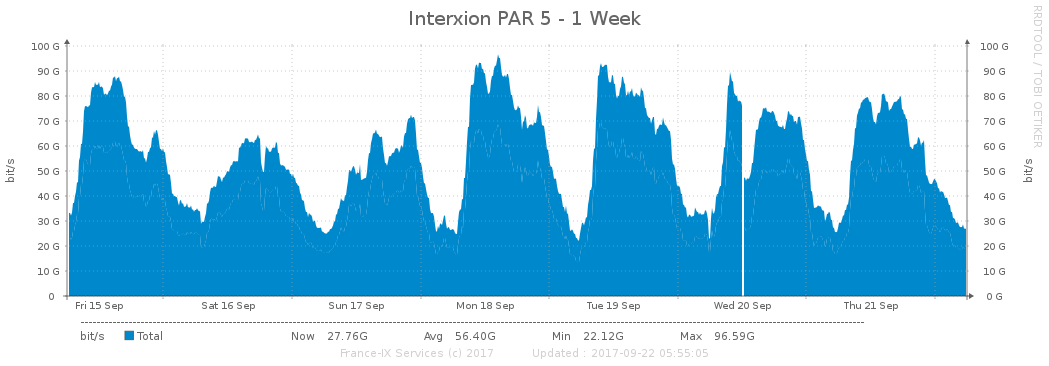 Interxion PAR 5 - 1 Week
RRDTOOL / TOBI OETIKER
100 G 100 G
90 G 90 G
80 G 80 G
70 G 70 G
60 G 60 G
50 G 50 G
40 G 40 G
30 G 30 G
20 G 20 G
10 G 10 G
0 0 G
bit/s
bit/s
Fri 15 Sep Sat 16 Sep Sun 17 Sep Mon 18 Sep Tue 19 Sep Wed 20 Sep Thu 21 Sep
bit/s Total Now 27.76G Avg 56.40G Min 22.12G Max 96.59G
France-IX Services (c) 2017 Updated : 2017-09-22 05:55:05